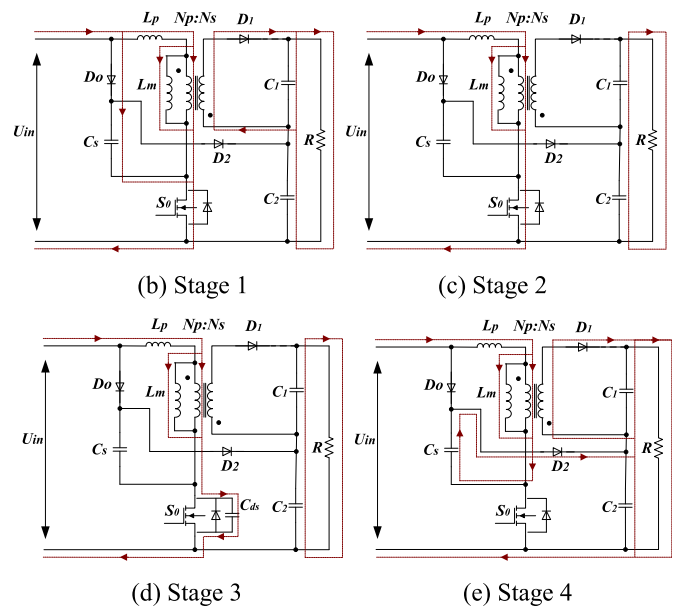 Lp Np:Ns D1
Do Lm C1
Uin Cs R
D2
S0 C2
(b) Stage 1
Lp Np:Ns D1
Do Lm C1
Uin Cs R
D2
S0 C2
(c) Stage 2
Lp Np:Ns D1
Do Lm C1
Uin Cs R
D2
S0 Cds C2
(d) Stage 3
Lp Np:Ns D1
Do Lm C1
Uin Cs R
D2
S0 C2
(e) Stage 4